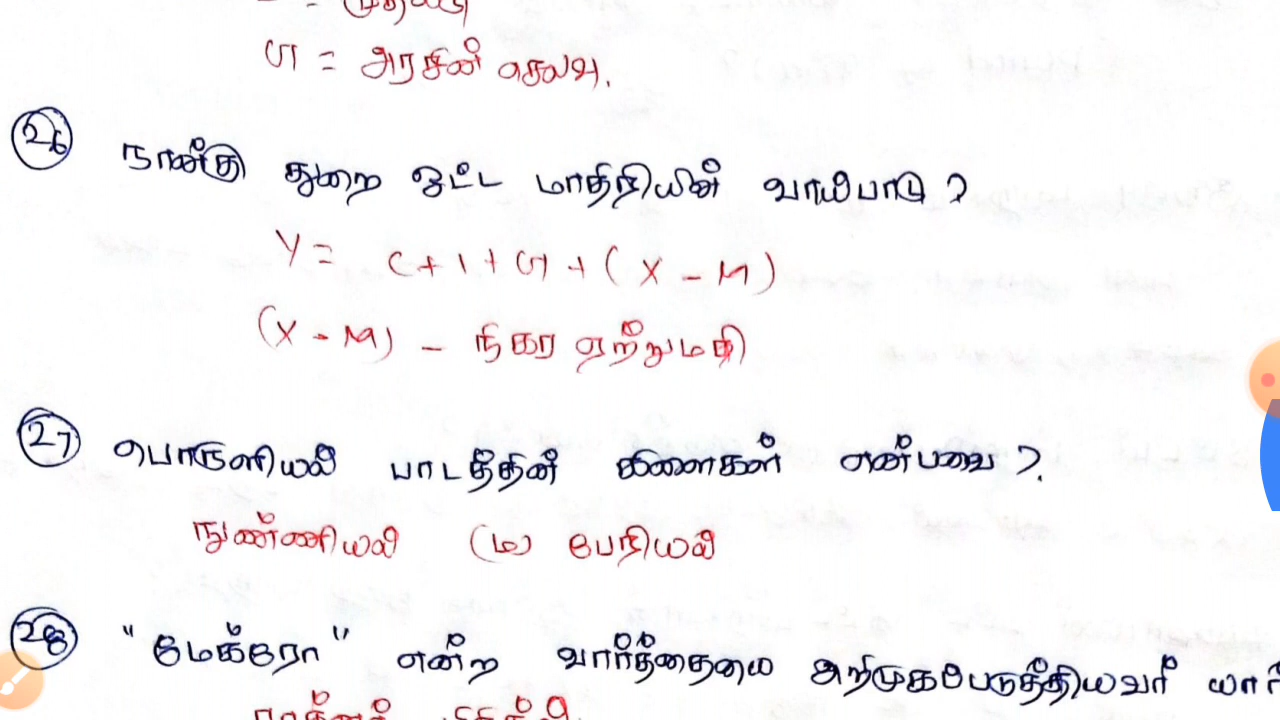 = முதலீடு
G = அரசின் செலவு.
26 நான்கு துறை ஓட்ட மாதிரியின் வாய்பாடு ?
Y = C + I + G + ( X - M )
(X - M) - நிகர ஏற்றுமதி
27 பொருளியல் பாடத்தின் கிளைகள் என்பவை ?
நுண்ணியல் (ம) பேரியல்
28 " மேக்ரோ " என்ற வார்த்தையை அறிமுகப்படுத்தியவர் யார்